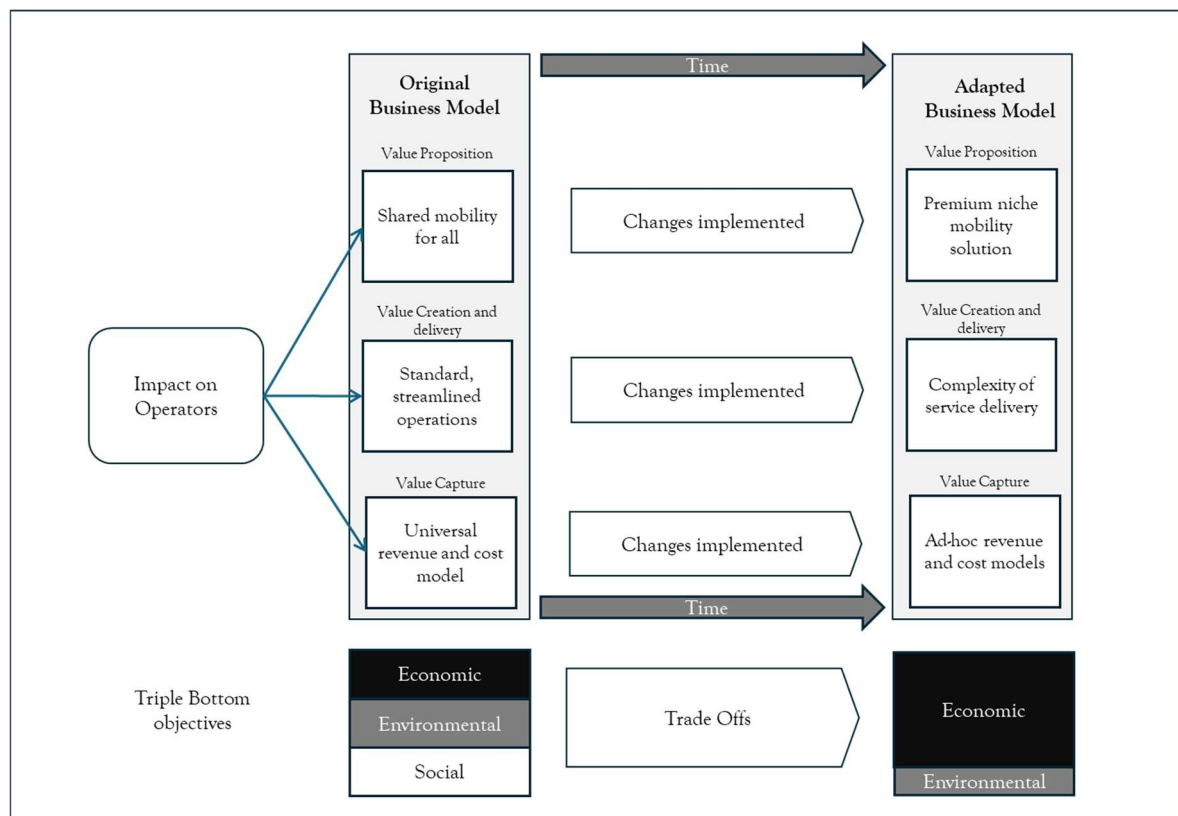 Time
Original
Business Model
Adapted
Business Model
Value Proposition
Value Proposition
Shared mobility
for all
Changes implemented
Premium niche
mobility
solution
Value Creation and
delivery
Value Creation and
delivery
Impact on
Operators
Standard,
streamlined
operations
Changes implemented
Complexity of
service delivery
Value Capture
Value Capture
Universal
revenue and cost
model
Changes implemented
Ad-hoc revenue
and cost models
Time
Triple Bottom
objectives
Economic
Environmental
Social
Trade Offs
Economic
Environmental